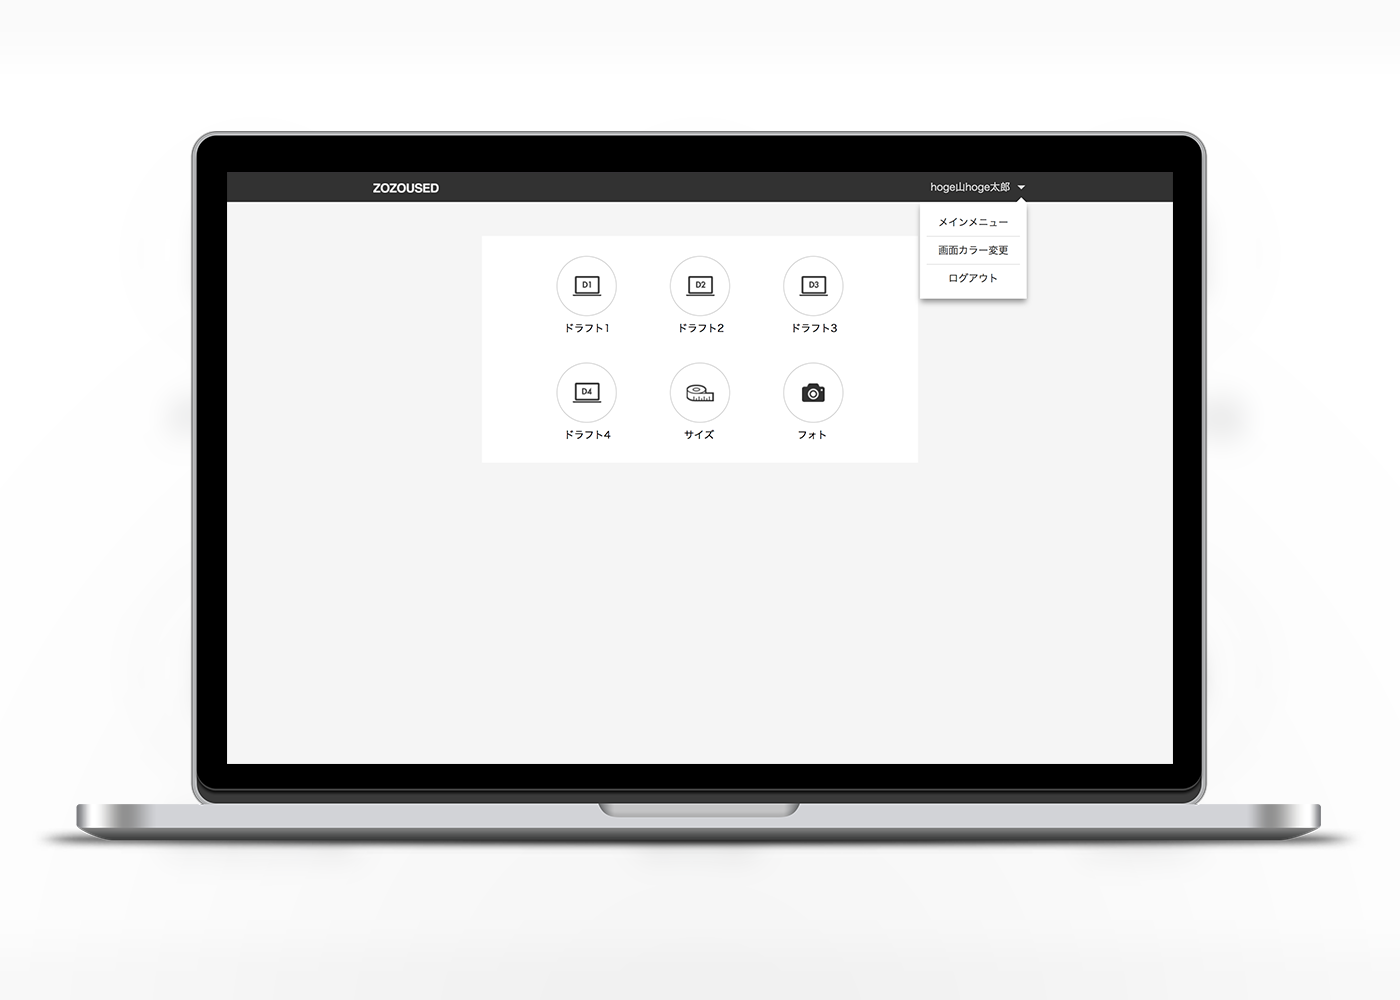 ZOZOUSED
hoge山hoge太郎
メインメニュー
画面カラー変更
ログアウト
D1
D2
D3
ドラフト1
ドラフト2
ドラフト3
D4
ドラフト4
サイズ
フォト